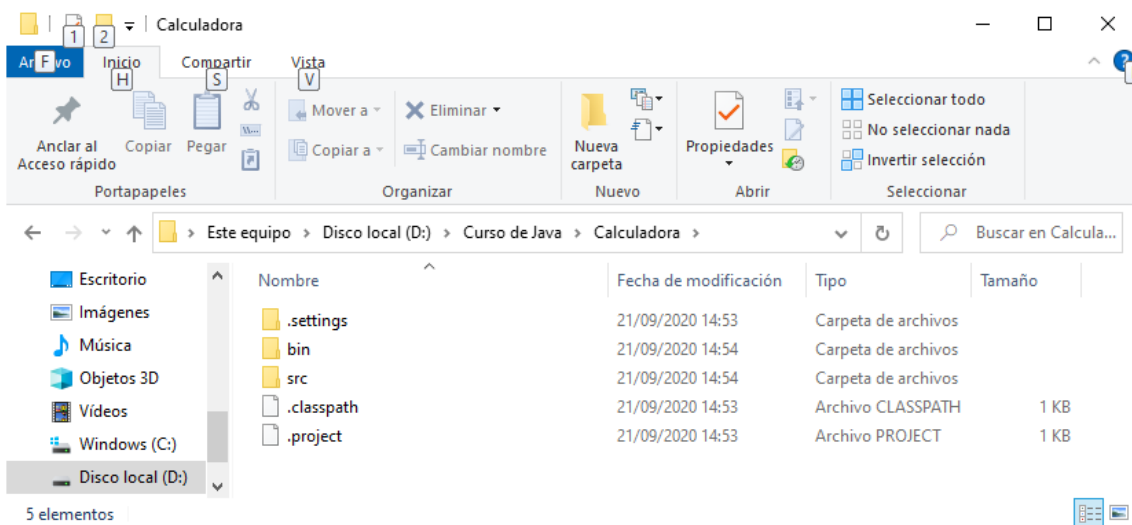 Calculadora
1 2
Archivo Inicio Compartir Vista
F H S V
Mover a Eliminar Seleccionar todo
No seleccionar nada
Anclar al Acceso rápido Copiar Pegar Copiar a Cambiar nombre Nueva carpeta Propiedades Invertir selección
Portapapeles Organizar Nuevo Abrir Seleccionar
Este equipo > Disco local (D:) > Curso de Java > Calculadora > Buscar en Calcula...
Escritorio Nombre Fecha de modificación Tipo Tamaño
Imágenes .settings 21/09/2020 14:53 Carpeta de archivos
Música bin 21/09/2020 14:54 Carpeta de archivos
Objetos 3D src 21/09/2020 14:54 Carpeta de archivos
Vídeos .classpath 21/09/2020 14:53 Archivo CLASSPATH 1 KB
Windows (C:) .project 21/09/2020 14:53 Archivo PROJECT 1 KB
Disco local (D:)
5 elementos